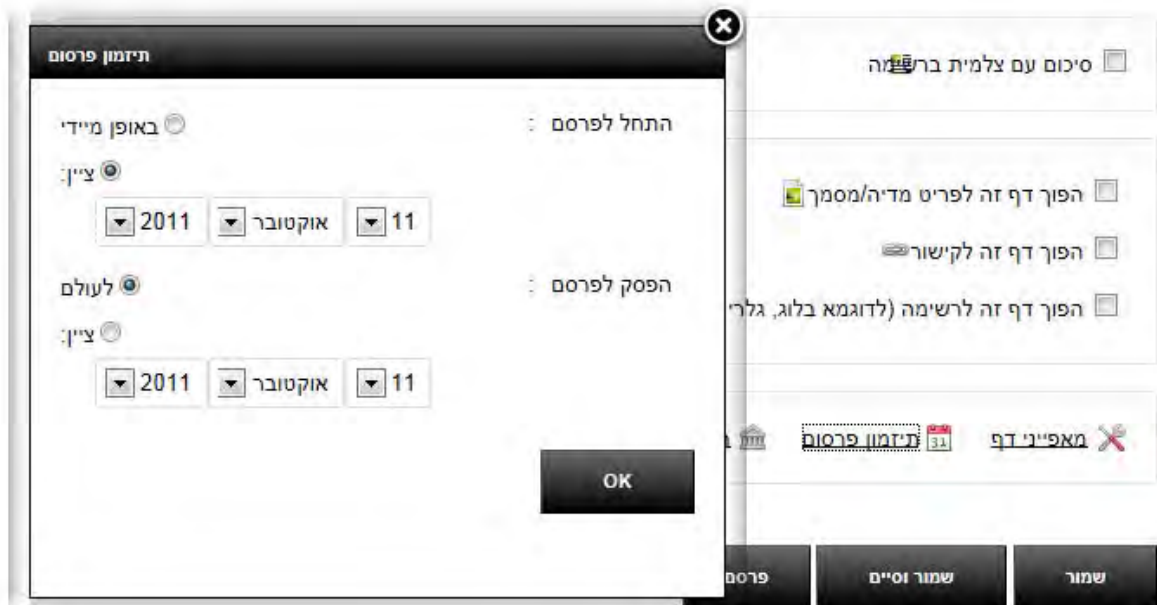 תיזמון פרסום
התחל לפרסם :
באופן מיידי
ציין:
11 אוקטובר 2011
הפסק לפרסם :
לעולם
ציין:
11 אוקטובר 2011
OK
סיכום עם צלמית ברשימה
הפוך דף זה לפריט מדיה/מסמך
הפוך דף זה לקישור
הפוך דף זה לרשימה (לדוגמא בלוג, גלרי
מאפייני דף תיזמון פרסום
שמור שמור וסיים פרסם